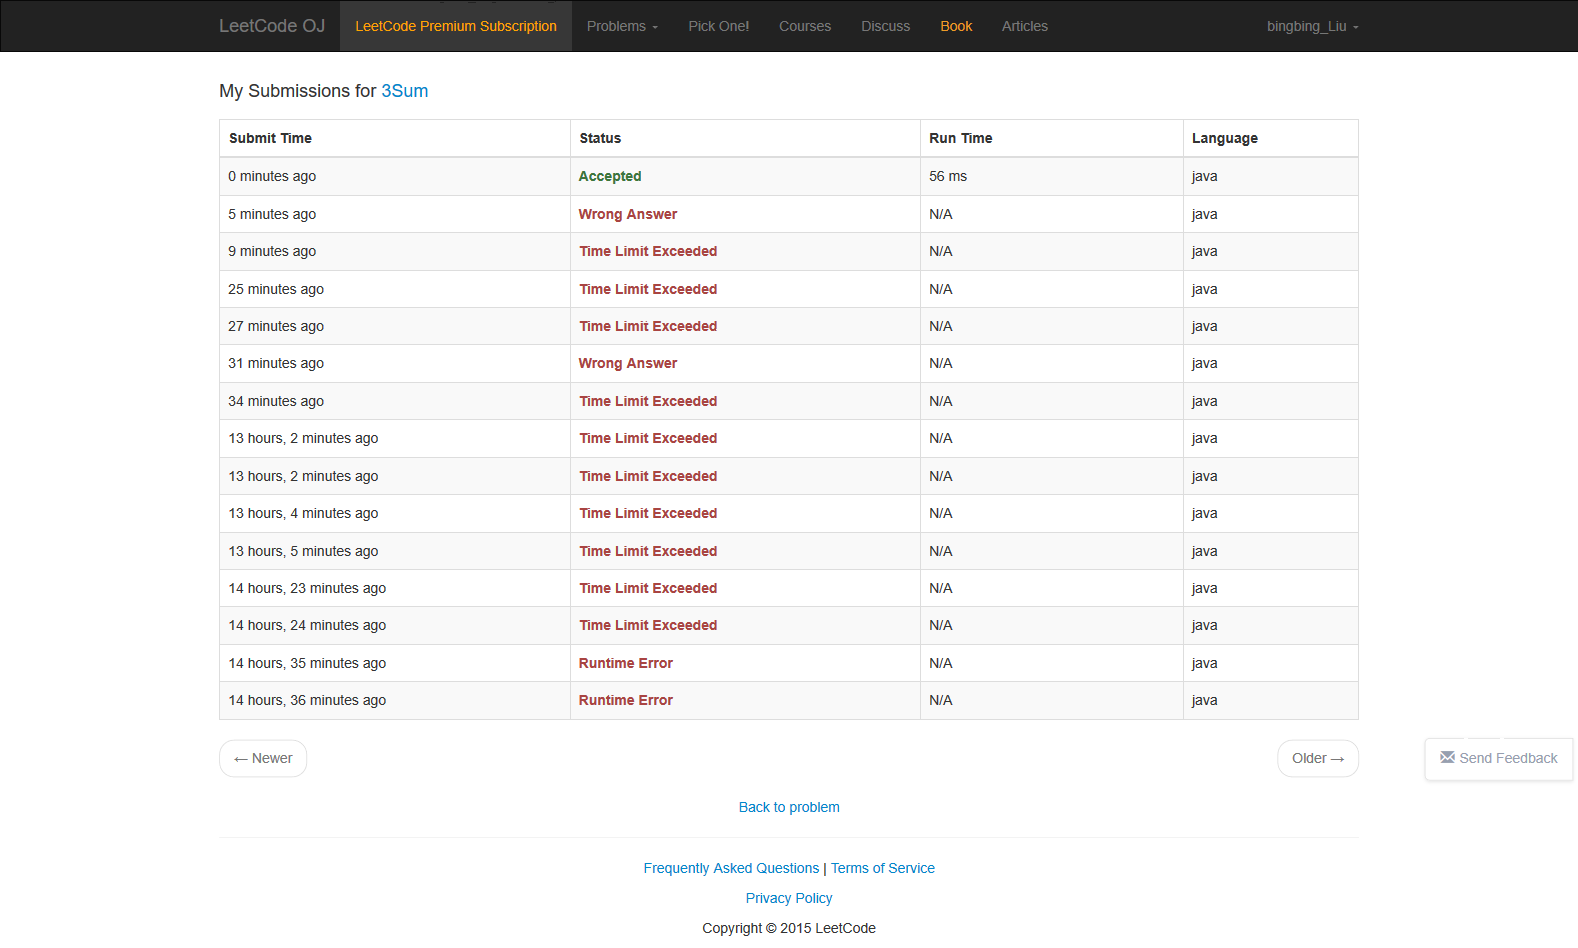 LeetCode OJ LeetCode Premium Subscription Problems Pick One! Courses Discuss Book Articles bingbing_Liu
My Submissions for 3Sum
Submit Time Status Run Time Language
0 minutes ago Accepted 56 ms java
5 minutes ago Wrong Answer N/A java
9 minutes ago Time Limit Exceeded N/A java
25 minutes ago Time Limit Exceeded N/A java
27 minutes ago Time Limit Exceeded N/A java
31 minutes ago Wrong Answer N/A java
34 minutes ago Time Limit Exceeded N/A java
13 hours, 2 minutes ago Time Limit Exceeded N/A java
13 hours, 2 minutes ago Time Limit Exceeded N/A java
13 hours, 4 minutes ago Time Limit Exceeded N/A java
13 hours, 5 minutes ago Time Limit Exceeded N/A java
14 hours, 23 minutes ago Time Limit Exceeded N/A java
14 hours, 24 minutes ago Time Limit Exceeded N/A java
14 hours, 35 minutes ago Runtime Error N/A java
14 hours, 36 minutes ago Runtime Error N/A java
← Newer Older → Send Feedback
Back to problem
Frequently Asked Questions | Terms of Service
Privacy Policy
Copyright © 2015 LeetCode